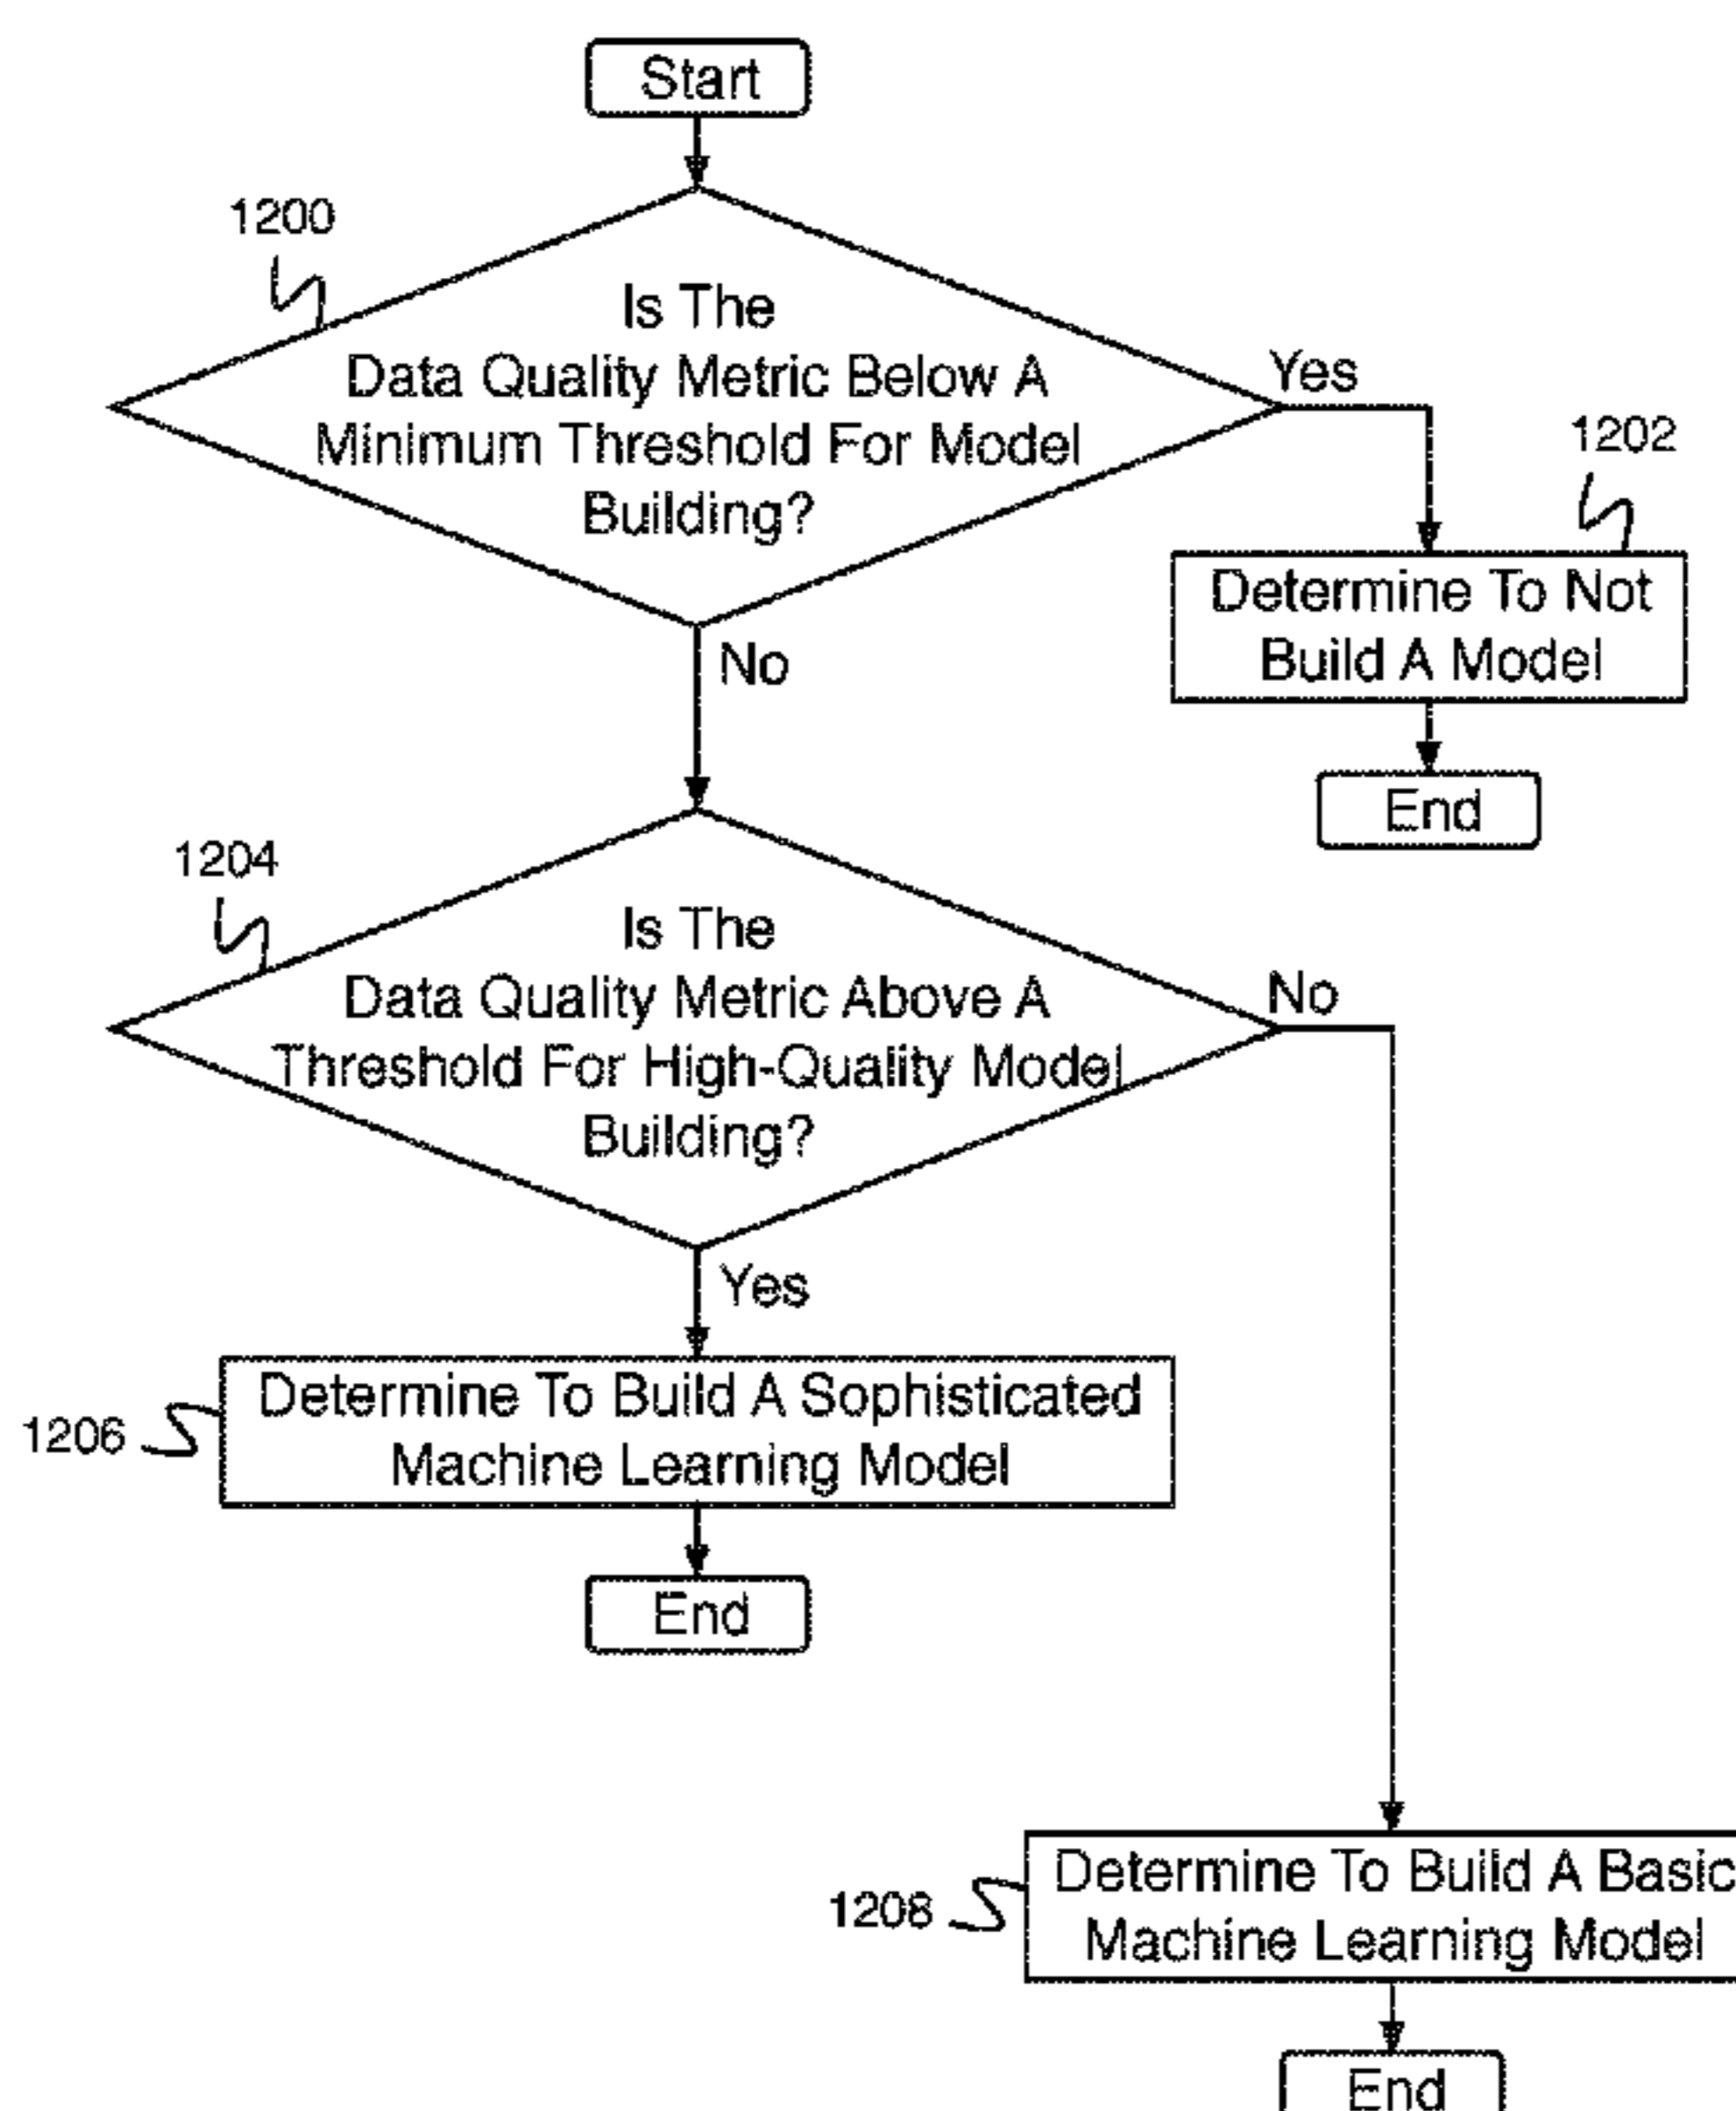 Start
1200
Is The
Data Quality Metric Below A
Minimum Threshold For Model
Building?
Yes
1202
Determine To Not
Build A Model
End
No
1204
Is The
Data Quality Metric Above A
Threshold For High-Quality Model
Building?
No
Yes
1206
Determine To Build A Sophisticated
Machine Learning Model
End
1208
Determine To Build A Basic
Machine Learning Model
End